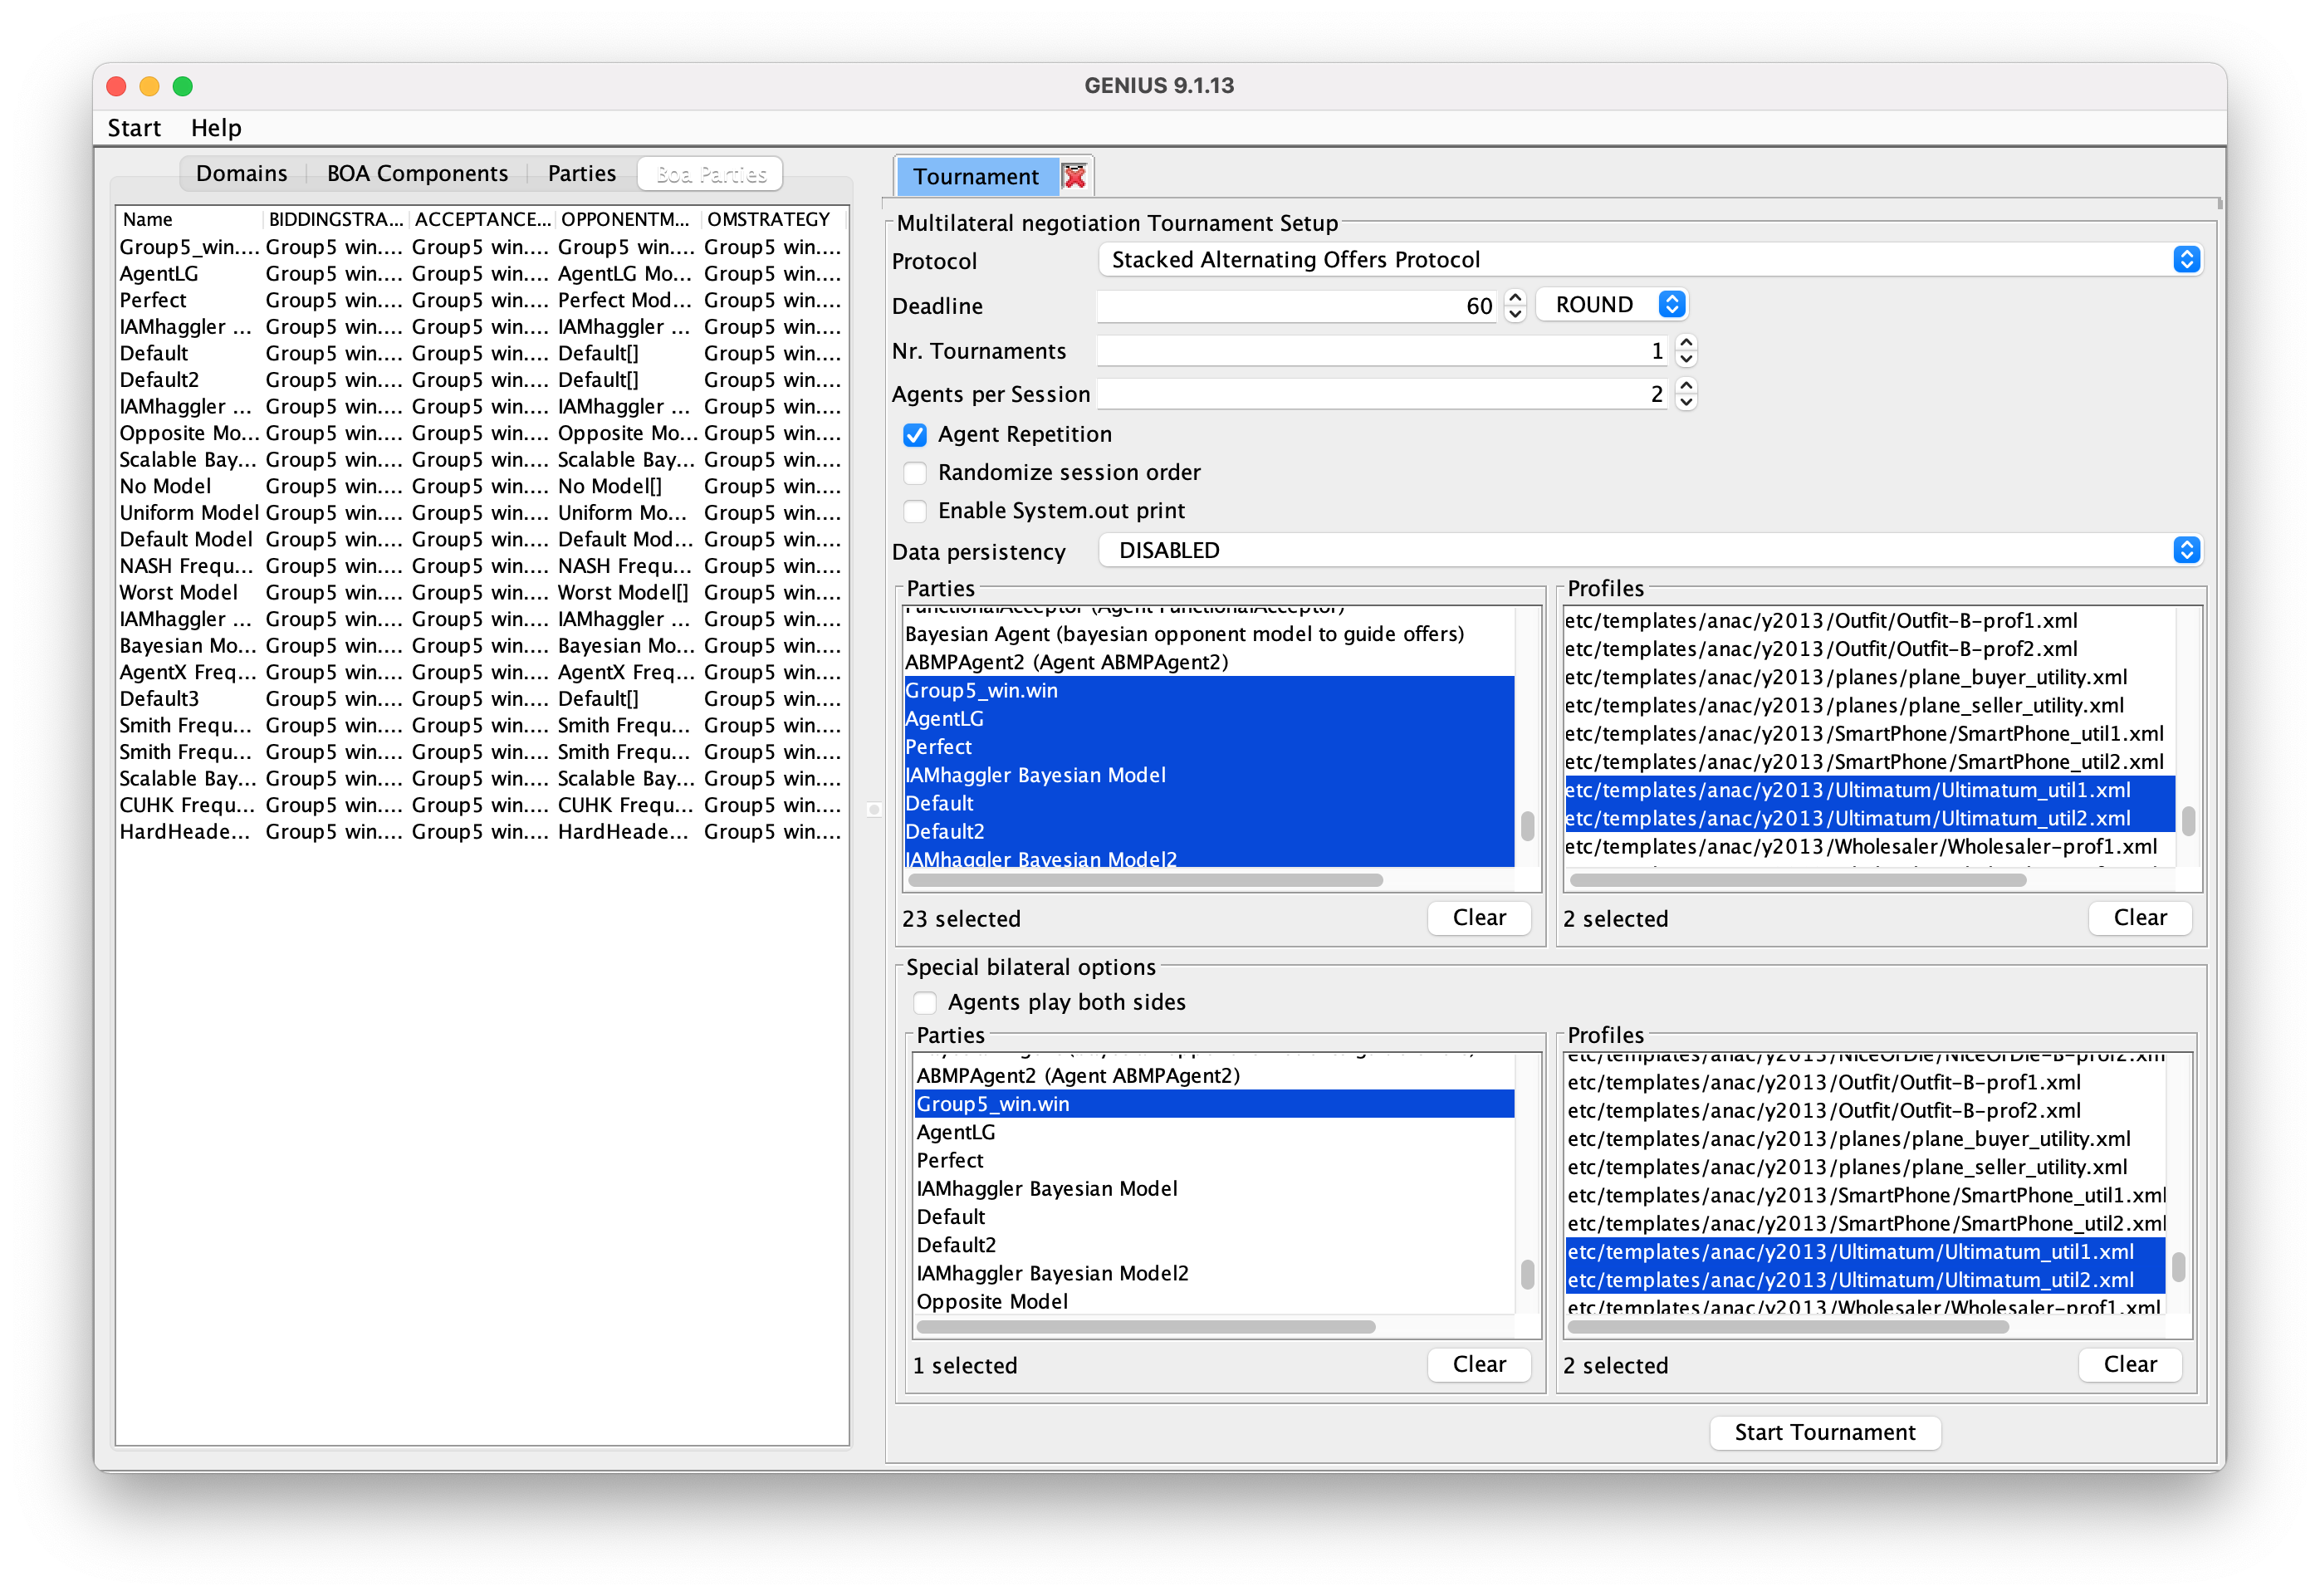 GENIUS 9.1.13
Start Help
Domains BOA Components Parties Boa Parties
Name BIDDINGSTRA... ACCEPTANCE... OPPONENTM... OMSTRATEGY
Group5_win.... Group5 win.... Group5 win.... Group5 win.... Group5 win....
AgentLG Group5 win.... Group5 win.... AgentLG Mo... Group5 win....
Perfect Group5 win.... Group5 win.... Perfect Mod... Group5 win....
IAMhaggler ... Group5 win.... Group5 win.... IAMhaggler ... Group5 win....
Default Group5 win.... Group5 win.... Default[] Group5 win....
Default2 Group5 win.... Group5 win.... Default[] Group5 win....
IAMhaggler ... Group5 win.... Group5 win.... IAMhaggler ... Group5 win....
Opposite Mo... Group5 win.... Group5 win.... Opposite Mo... Group5 win....
Scalable Bay... Group5 win.... Group5 win.... Scalable Bay... Group5 win....
No Model Group5 win.... Group5 win.... No Model[] Group5 win....
Uniform Model Group5 win.... Group5 win.... Uniform Mo... Group5 win....
Default Model Group5 win.... Group5 win.... Default Mod... Group5 win....
NASH Frequ... Group5 win.... Group5 win.... NASH Frequ... Group5 win....
Worst Model Group5 win.... Group5 win.... Worst Model[] Group5 win....
IAMhaggler ... Group5 win.... Group5 win.... IAMhaggler ... Group5 win....
Bayesian Mo... Group5 win.... Group5 win.... Bayesian Mo... Group5 win....
AgentX Freq... Group5 win.... Group5 win.... AgentX Freq... Group5 win....
Default3 Group5 win.... Group5 win.... Default[] Group5 win....
Smith Frequ... Group5 win.... Group5 win.... Smith Frequ... Group5 win....
Smith Frequ... Group5 win.... Group5 win.... Smith Frequ... Group5 win....
Scalable Bay... Group5 win.... Group5 win.... Scalable Bay... Group5 win....
CUHK Frequ... Group5 win.... Group5 win.... CUHK Frequ... Group5 win....
HardHeade... Group5 win.... Group5 win.... HardHeade... Group5 win....
Tournament
Multilateral negotiation Tournament Setup
Protocol Stacked Alternating Offers Protocol
Deadline 60 ROUND
Nr. Tournaments 1
Agents per Session 2
Agent Repetition
Randomize session order
Enable System.out print
Data persistency DISABLED
Parties
FunctionalAcceptor (Agent FunctionalAcceptor)
Bayesian Agent (bayesian opponent model to guide offers)
ABMPAgent2 (Agent ABMPAgent2)
Group5_win.win
AgentLG
Perfect
IAMhaggler Bayesian Model
Default
Default2
IAMhaggler Bayesian Model2
23 selected Clear
Profiles
etc/templates/anac/y2013/Outfit/Outfit-B-prof1.xml
etc/templates/anac/y2013/Outfit/Outfit-B-prof2.xml
etc/templates/anac/y2013/planes/plane_buyer_utility.xml
etc/templates/anac/y2013/planes/plane_seller_utility.xml
etc/templates/anac/y2013/SmartPhone/SmartPhone_util1.xml
etc/templates/anac/y2013/SmartPhone/SmartPhone_util2.xml
etc/templates/anac/y2013/Ultimatum/Ultimatum_util1.xml
etc/templates/anac/y2013/Ultimatum/Ultimatum_util2.xml
etc/templates/anac/y2013/Wholesaler/Wholesaler-prof1.xml
2 selected Clear
Special bilateral options
Agents play both sides
Parties
ABMPAgent2 (Agent ABMPAgent2)
Group5_win.win
AgentLG
Perfect
IAMhaggler Bayesian Model
Default
Default2
IAMhaggler Bayesian Model2
Opposite Model
1 selected Clear
Profiles
etc/templates/anac/y2013/NiceOrDie/NiceOrDie-B-prof2.xml
etc/templates/anac/y2013/Outfit/Outfit-B-prof1.xml
etc/templates/anac/y2013/Outfit/Outfit-B-prof2.xml
etc/templates/anac/y2013/planes/plane_buyer_utility.xml
etc/templates/anac/y2013/planes/plane_seller_utility.xml
etc/templates/anac/y2013/SmartPhone/SmartPhone_util1.xml
etc/templates/anac/y2013/SmartPhone/SmartPhone_util2.xml
etc/templates/anac/y2013/Ultimatum/Ultimatum_util1.xml
etc/templates/anac/y2013/Ultimatum/Ultimatum_util2.xml
etc/templates/anac/y2013/Wholesaler/Wholesaler-prof1.xml
2 selected Clear
Start Tournament